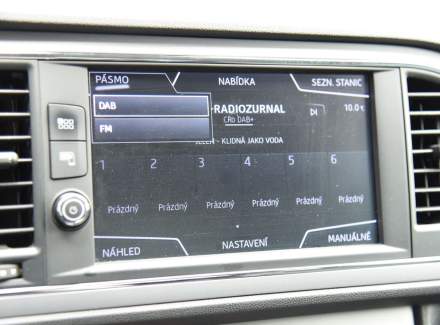 PÁSMO NABÍDKA SEZN. STANIC
DAB
-RADIOZURNAL 10.0°C
ČRo DAB+
FM
- KLIDNÁ JAKO VODA
1 2 3 4 5 6
Prázdný Prázdný Prázdný Prázdný Prázdný Prázdný
NÁHLED NASTAVENÍ MANUÁLNĚ